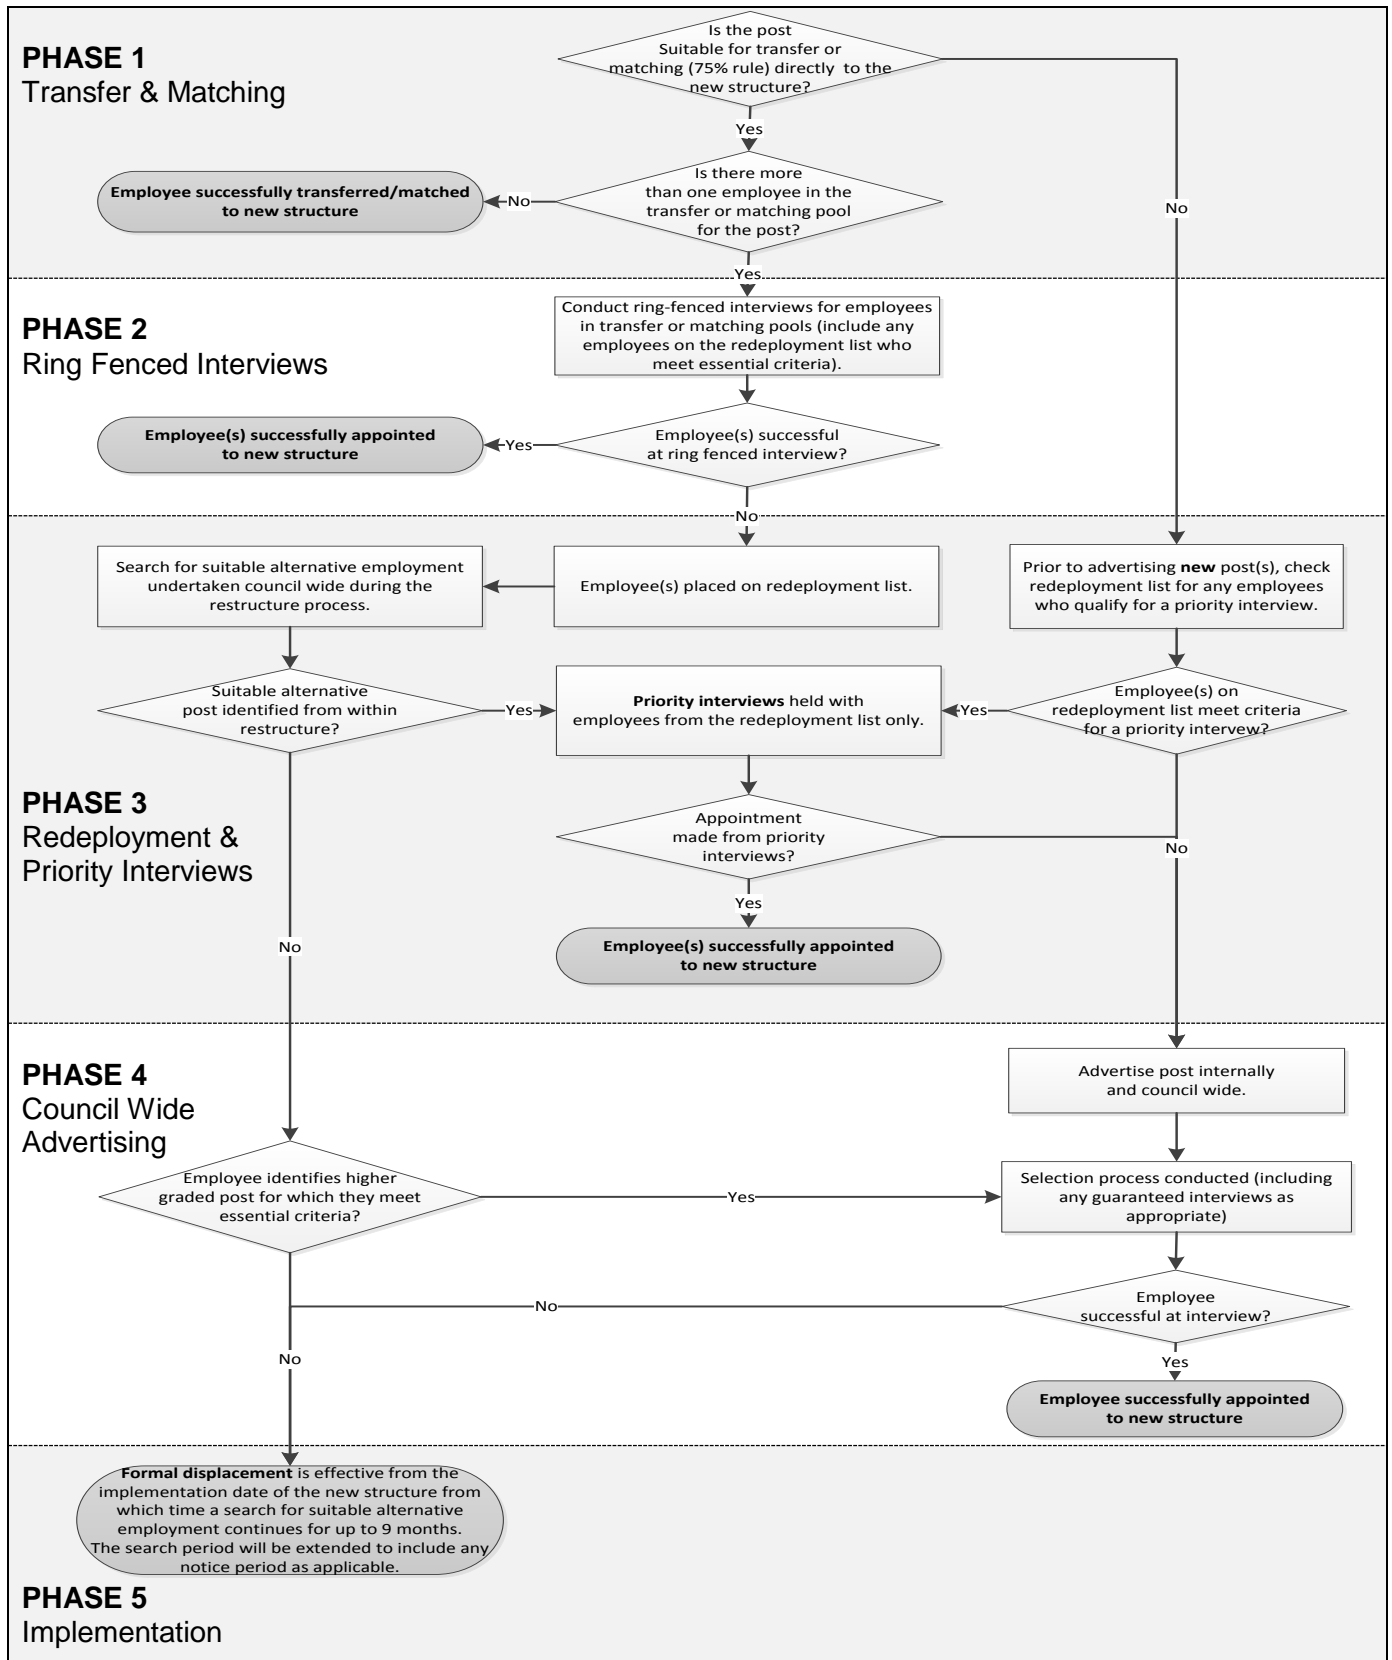 PHASE 1
Transfer & Matching
Is the post
Suitable for transfer or
matching (75% rule) directly to the
new structure?
Yes
No
Is there more
than one employee in the
transfer or matching pool
for the post?
No
Employee successfully transferred/matched
to new structure
Yes
PHASE 2
Ring Fenced Interviews
Conduct ring-fenced interviews for employees
in transfer or matching pools (include any
employees on the redeployment list who
meet essential criteria).
Employee(s) successful
at ring fenced interview?
Yes
Employee(s) successfully appointed
to new structure
No
PHASE 3
Redeployment &
Priority Interviews
Search for suitable alternative employment
undertaken council wide during the
restructure process.
Employee(s) placed on redeployment list.
Prior to advertising new post(s), check
redeployment list for any employees
who qualify for a priority interview.
Suitable alternative
post identified from within
restructure?
Yes
Priority interviews held with
employees from the redeployment list only.
Yes
Employee(s) on
redeployment list meet criteria
for a priority intervew?
Appointment
made from priority
interviews?
No
Yes
No
Employee(s) successfully appointed
to new structure
PHASE 4
Council Wide
Advertising
Advertise post internally
and council wide.
Employee identifies higher
graded post for which they meet
essential criteria?
Yes
Selection process conducted (including
any guaranteed interviews as
appropriate)
No
Employee
successful at interview?
No
Yes
Employee successfully appointed
to new structure
Formal displacement is effective from the
implementation date of the new structure from
which time a search for suitable alternative
employment continues for up to 9 months.
The search period will be extended to include any
notice period as applicable.
PHASE 5
Implementation